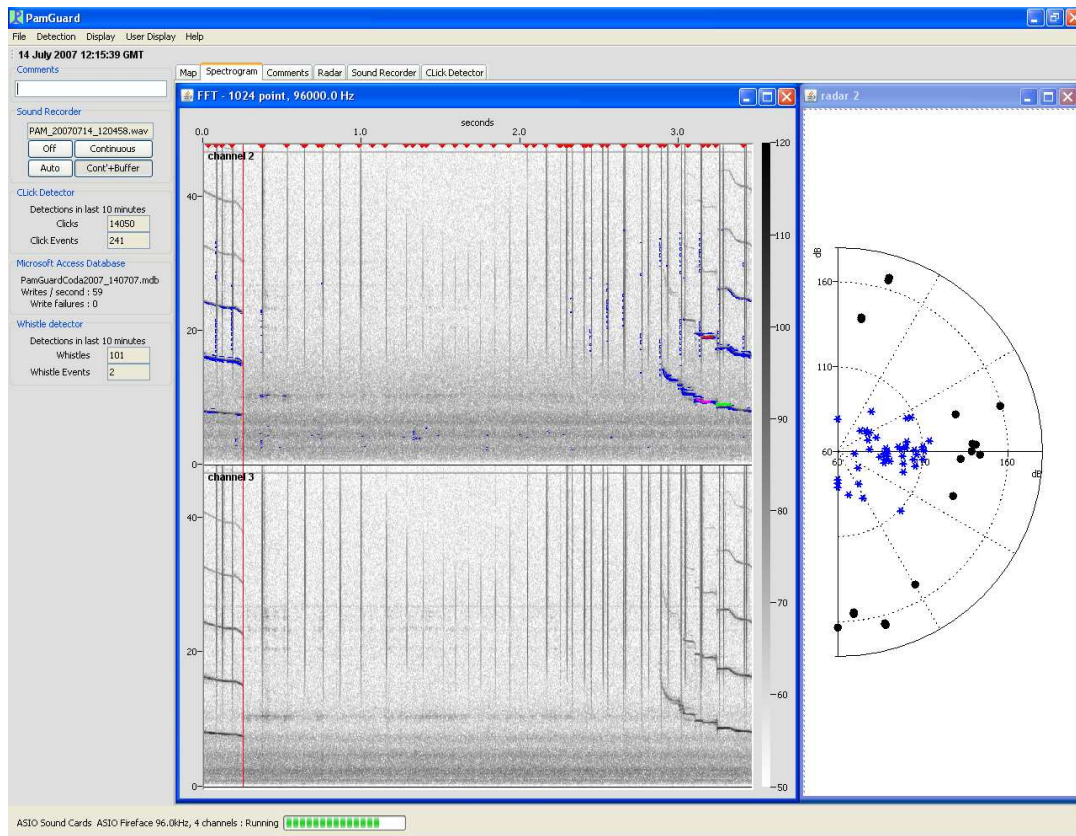 PamGuard
File Detection Display User Display Help
14 July 2007 12:15:39 GMT
Comments
Sound Recorder
PAM_20070714_120458.wav
Off Continuous
Auto Cont'+Buffer
CLick Detector
Detections in last 10 minutes
Clicks 14050
Click Events 241
Microsoft Access Database
PamGuardCoda2007_140707.mdb
Writes / second : 59
Write failures : 0
Whistle detector
Detections in last 10 minutes
Whistles 101
Whistle Events 2
Map Spectrogram Comments Radar Sound Recorder CLick Detector
FFT - 1024 point, 96000.0 Hz
seconds
0.0 1.0 2.0 3.0
channel 2
40
20
0
channel 3
40
20
0
120
110
100
90
80
70
60
50
radar 2
dB
160
110
60
60 110 160
dB
ASIO Sound Cards ASIO Fireface 96.0kHz, 4 channels : Running